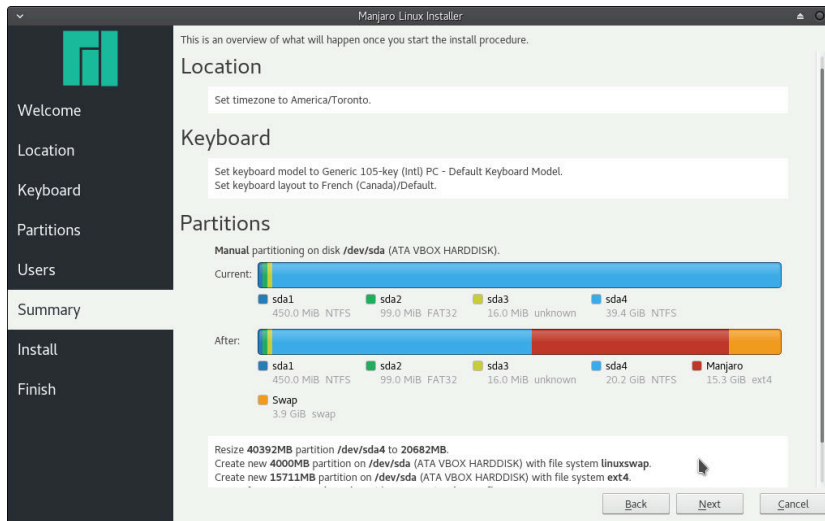 Manjaro Linux Installer
This is an overview of what will happen once you start the install procedure.
Welcome
Location
Keyboard
Partitions
Users
Summary
Install
Finish
Location
Set timezone to America/Toronto.
Keyboard
Set keyboard model to Generic 105-key (Intl) PC - Default Keyboard Model.
Set keyboard layout to French (Canada)/Default.
Partitions
Manual partitioning on disk /dev/sda (ATA VBOX HARDDISK).
Current:
sda1 sda2 sda3 sda4
450.0 MiB NTFS 99.0 MiB FAT32 16.0 MiB unknown 39.4 GiB NTFS
After:
sda1 sda2 sda3 sda4 Manjaro
450.0 MiB NTFS 99.0 MiB FAT32 16.0 MiB unknown 20.2 GiB NTFS 15.3 GiB ext4
Swap
3.9 GiB swap
Resize 40392MB partition /dev/sda4 to 20682MB.
Create new 4000MB partition on /dev/sda (ATA VBOX HARDDISK) with file system linuxswap.
Create new 15711MB partition on /dev/sda (ATA VBOX HARDDISK) with file system ext4.
Back Next Cancel